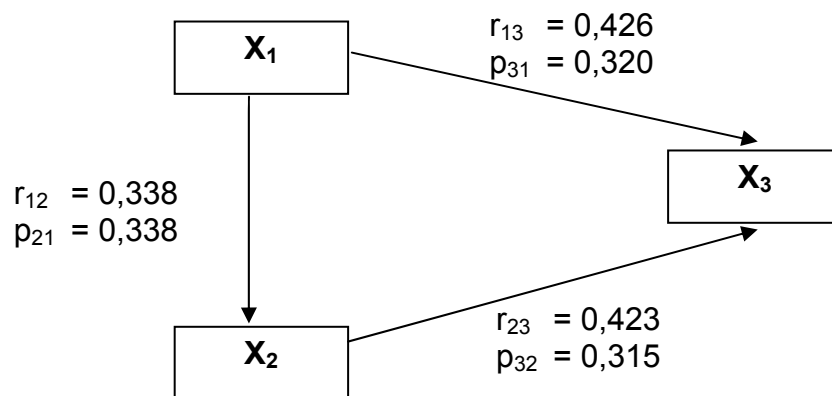 X₁
r₁₃ = 0,426
p₃₁ = 0,320
X₃
r₁₂ = 0,338
p₂₁ = 0,338
X₂
r₂₃ = 0,423
p₃₂ = 0,315